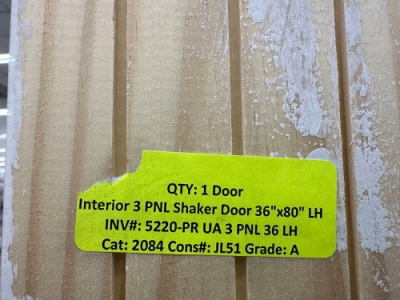 QTY: 1 Door
Interior 3 PNL Shaker Door 36"x80" LH
INV#: 5220-PR UA 3 PNL 36 LH
Cat: 2084 Cons#: JL51 Grade: A